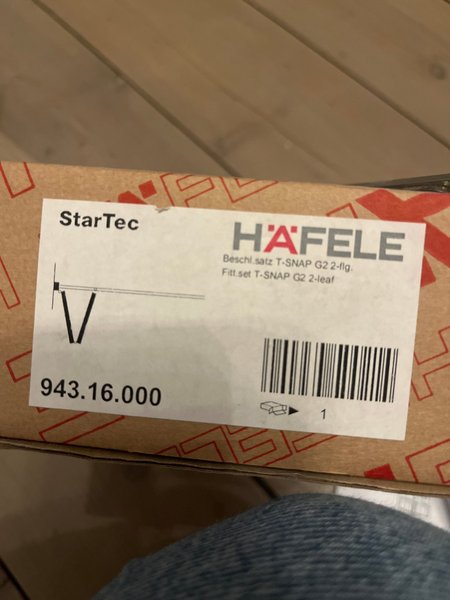 StarTec
HÄFELE
Beschl.satz T-SNAP G2 2-flg.
Fitt.set T-SNAP G2 2-leaf
943.16.000
1